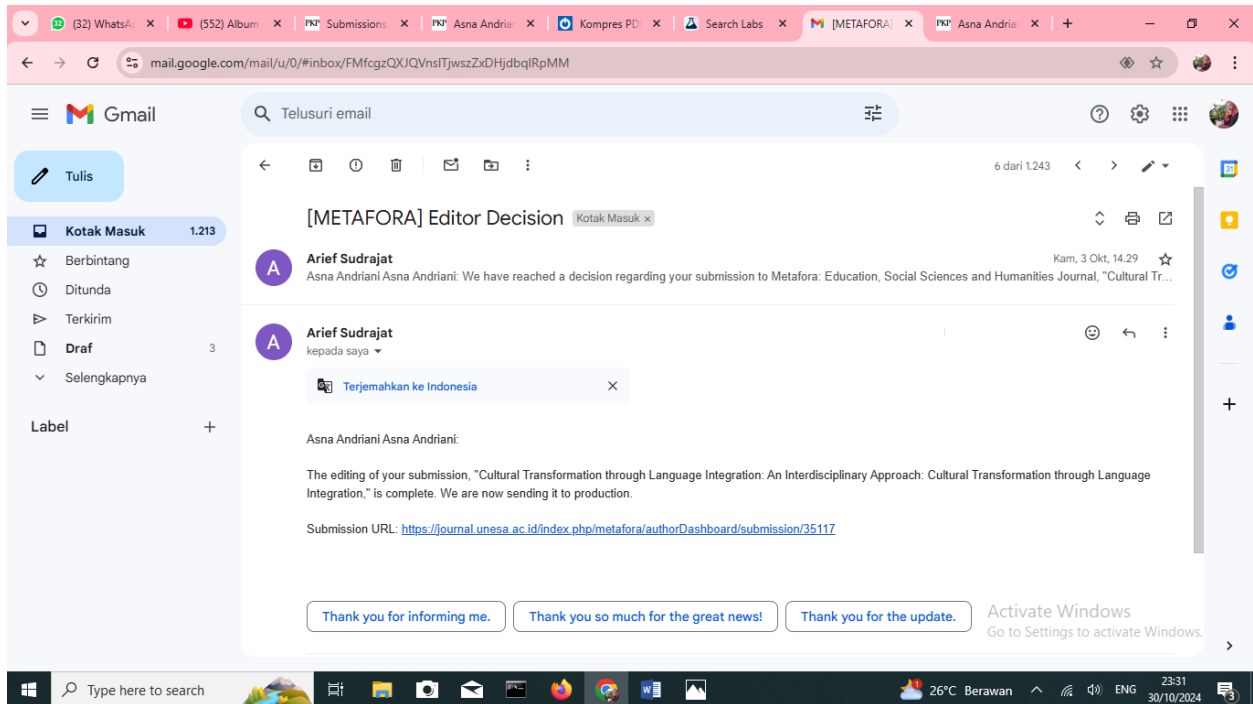 (32) WhatsA
(552) Alb
Submissions
Asna Andria
Kompres PD
Search Labs
[METAFORA]
Asna Andria
mail.google.com/mail/u/0/#inbox/FMfcgzQXJQVnslTjwszZxDHjdbqlRpMM
Gmail
Telusuri email
Tulis
6 dari 1.243
31
[METAFORA] Editor Decision Kotak Masuk x
Kotak Masuk 1.213
Berbintang
Ditunda
Terkirim
Draf 3
Selengkapnya
Label
A
Arief Sudrajat
Kam, 3 Okt, 14.29
Asna Andriani Asna Andriani: We have reached a decision regarding your submission to Metafora: Education, Social Sciences and Humanities Journal, "Cultural Tr...
A
Arief Sudrajat
kepada saya
Terjemahkan ke Indonesia
Asna Andriani Asna Andriani:
The editing of your submission, "Cultural Transformation through Language Integration: An Interdisciplinary Approach: Cultural Transformation through Language
Integration," is complete. We are now sending it to production.
Submission URL: https://journal.unesa.ac.id/index.php/metafora/authorDashboard/submission/35117
Thank you for informing me.
Thank you so much for the great news!
Thank you for the update.
Activate Windows
Go to Settings to activate Windows.
Type here to search
26°C Berawan
ENG
23:31
30/10/2024
3